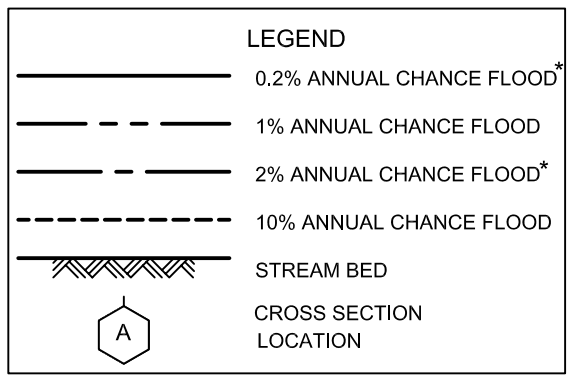 LEGEND
0.2% ANNUAL CHANCE FLOOD*
1% ANNUAL CHANCE FLOOD
2% ANNUAL CHANCE FLOOD*
10% ANNUAL CHANCE FLOOD
STREAM BED
A
CROSS SECTION
LOCATION